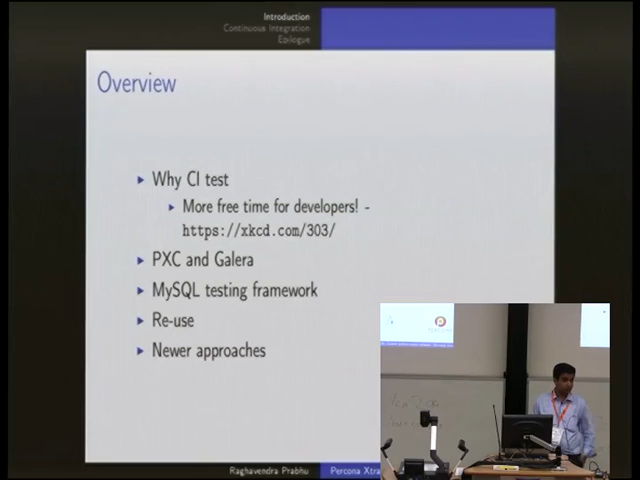 Introduction
Continuous Integration
Epilogue
Overview
Why CI test
More free time for developers! -
https://xkcd.com/303/
PXC and Galera
MySQL testing framework
Re-use
Newer approaches
Raghavendra Prabhu
Percona Xtra